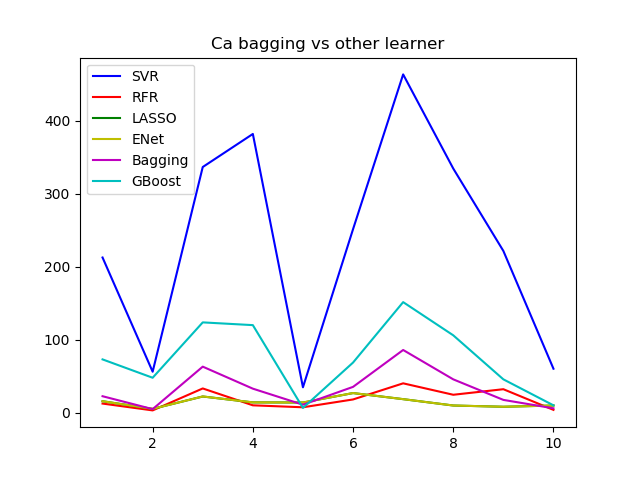 Ca bagging vs other learner
SVR
RFR
LASSO
ENet
Bagging
GBoost
400
300
200
100
0
2 4 6 8 10